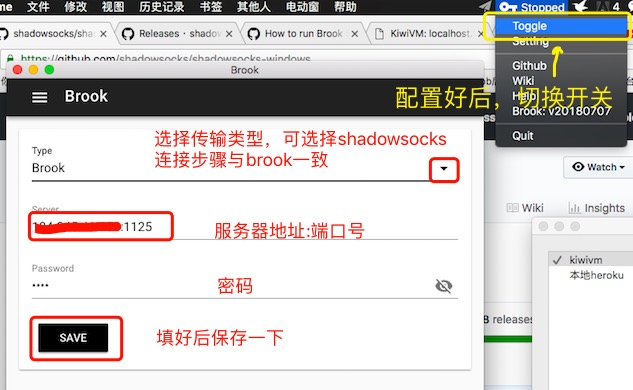 me 文件 修改 视图 历史记录 书签 其他人 电动窗 帮助
Stopped
4
shadowsocks/shadowsocks
Releases · shadow
How to run Brook
KiwiVM: localhost.
https://github.com/shadowsocks/shadowsocks-windows
Toggle
Setting
Github
Wiki
Help
Brook: v20180707
Quit
配置好后，切换开关
Brook
Brook
选择传输类型，可选择shadowsocks
连接步骤与brook一致
Type
Brook
Server
:1125
服务器地址:端口号
Password
••••
密码
SAVE
填好后保存一下
Watch
Wiki
Insights
✓ kiwivm
本地heroku
8 releases